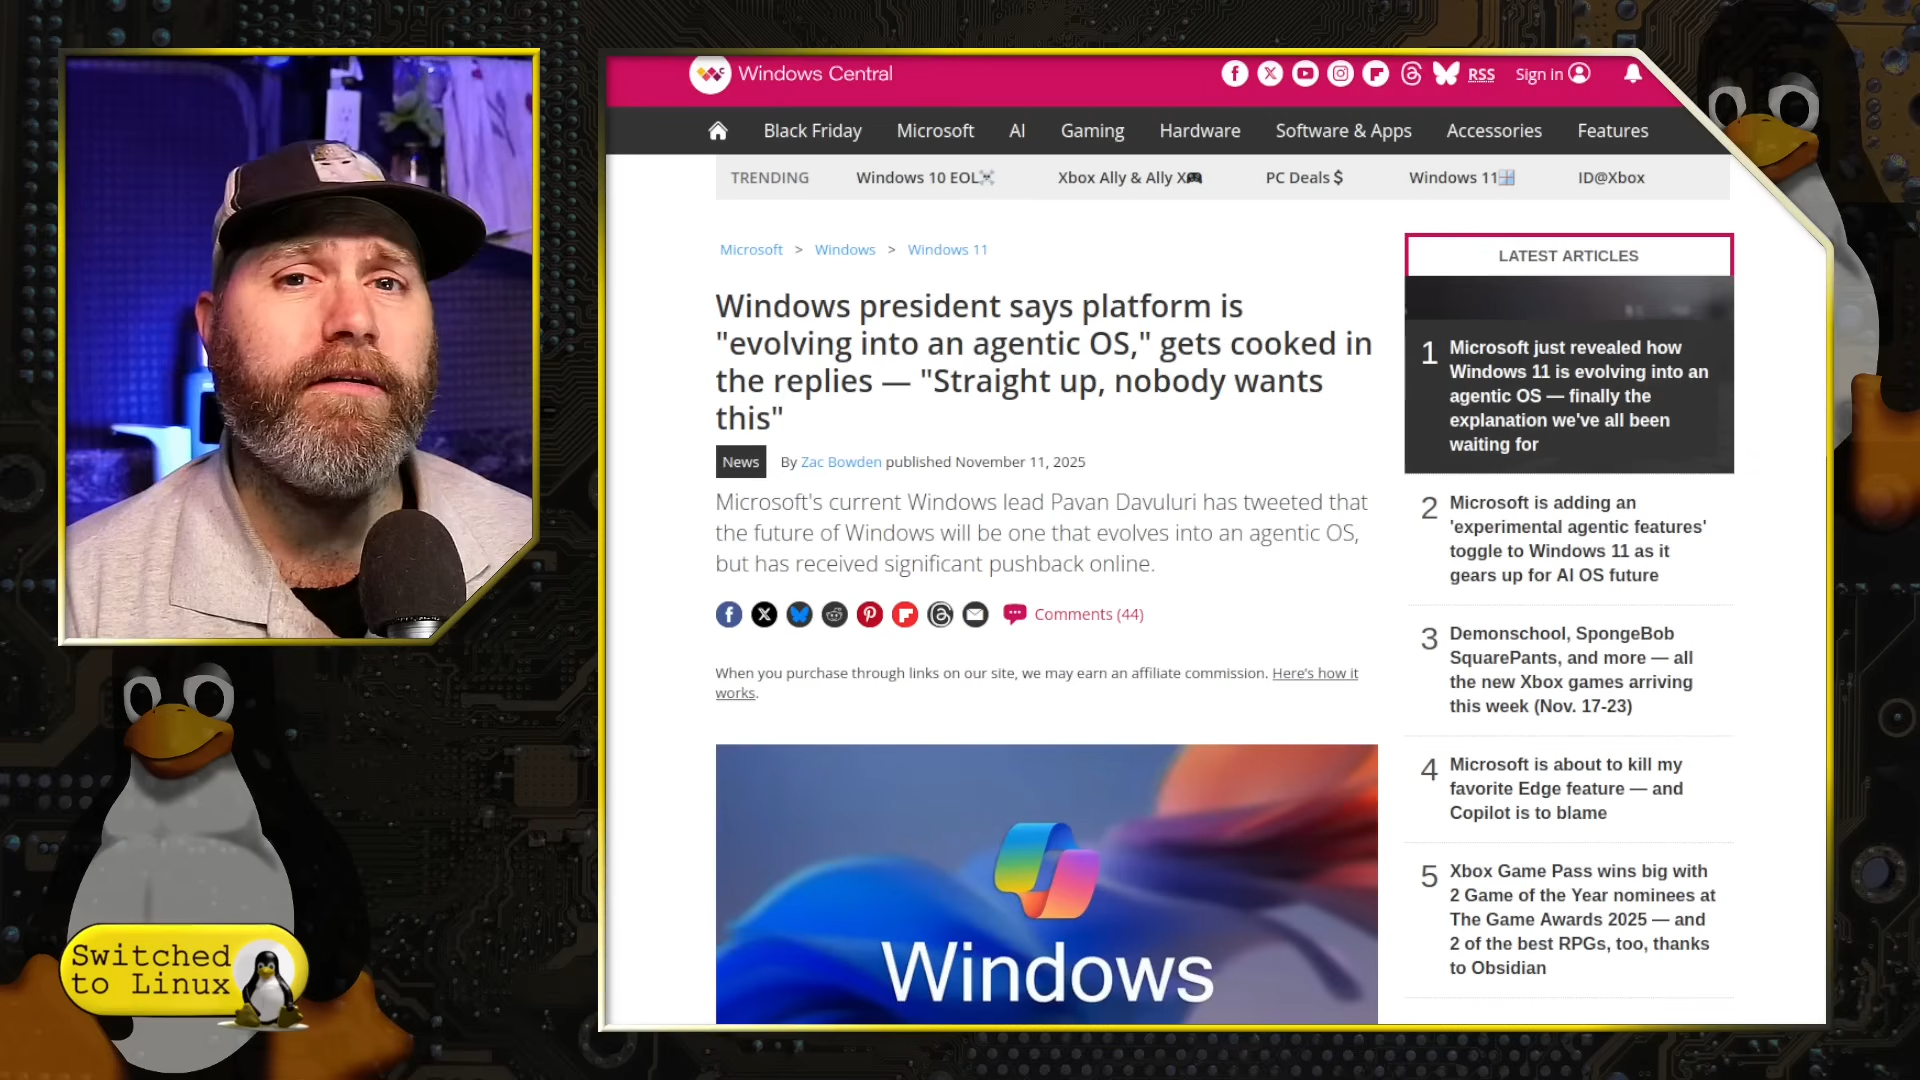 Windows Central
RSS
Sign in
Black Friday
Microsoft
AI
Gaming
Hardware
Software & Apps
Accessories
Features
TRENDING
Windows 10 EOL☠
Xbox Ally & Ally X🎮
PC Deals $
Windows 11🪟
ID@Xbox
Microsoft > Windows > Windows 11
Windows president says platform is
"evolving into an agentic OS," gets cooked in
the replies — "Straight up, nobody wants
this"
News
By Zac Bowden published November 11, 2025
Microsoft's current Windows lead Pavan Davuluri has tweeted that
the future of Windows will be one that evolves into an agentic OS,
but has received significant pushback online.
Comments (44)
When you purchase through links on our site, we may earn an affiliate commission. Here's how it
works.
Windows
LATEST ARTICLES
1
Microsoft just revealed how
Windows 11 is evolving into an
agentic OS — finally the
explanation we've all been
waiting for
2
Microsoft is adding an
'experimental agentic features'
toggle to Windows 11 as it
gears up for AI OS future
3
Demonschool, SpongeBob
SquarePants, and more — all
the new Xbox games arriving
this week (Nov. 17-23)
4
Microsoft is about to kill my
favorite Edge feature — and
Copilot is to blame
5
Xbox Game Pass wins big with
2 Game of the Year nominees at
The Game Awards 2025 — and
2 of the best RPGs, too, thanks
to Obsidian
Switched
to Linux